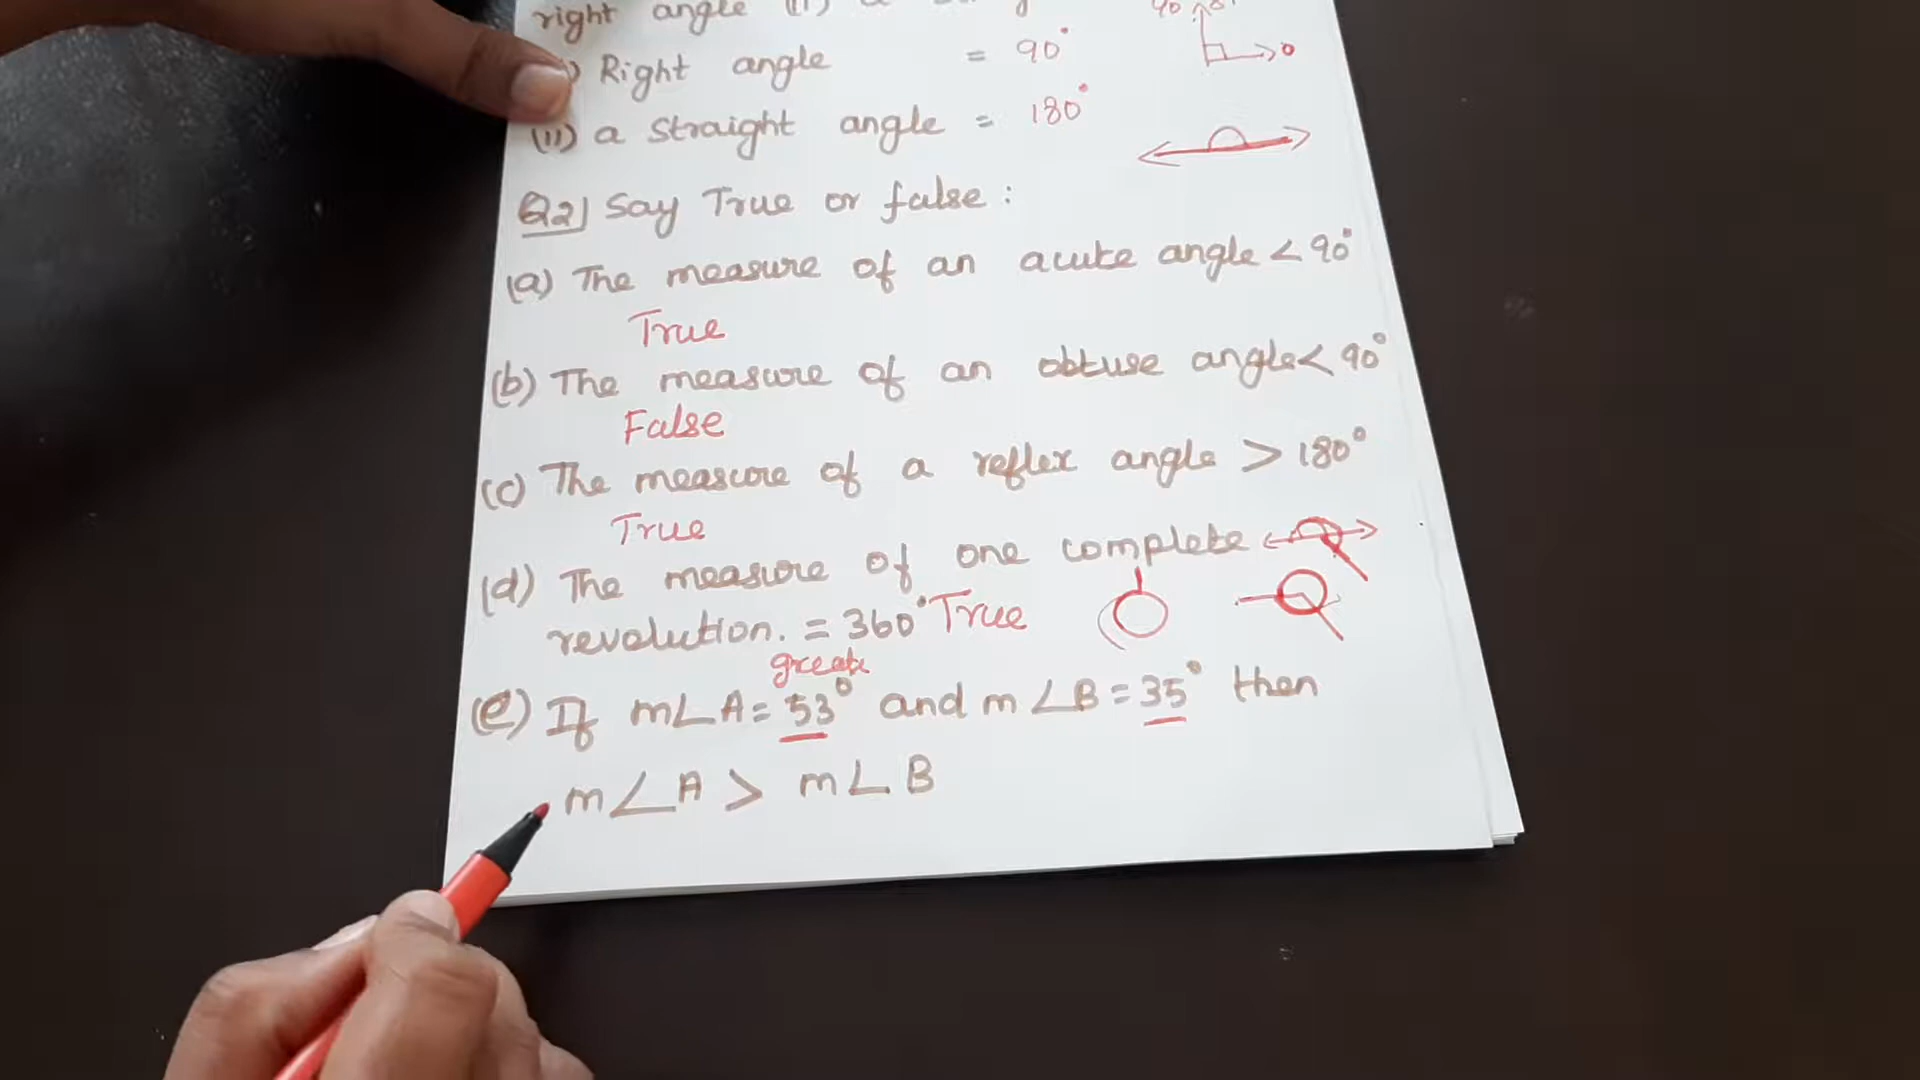 right angle (ii) a
Right angle = 90°
(ii) a straight angle = 180°
Q2) Say True or false :
(a) The measure of an acute angle < 90°
True
(b) The measure of an obtuse angle < 90°
False
(c) The measure of a reflex angle > 180°
True
(d) The measure of one complete
revolution. = 360° True
greate
(e) If m∠A = 53° and m∠B = 35° then
m∠A > m∠B